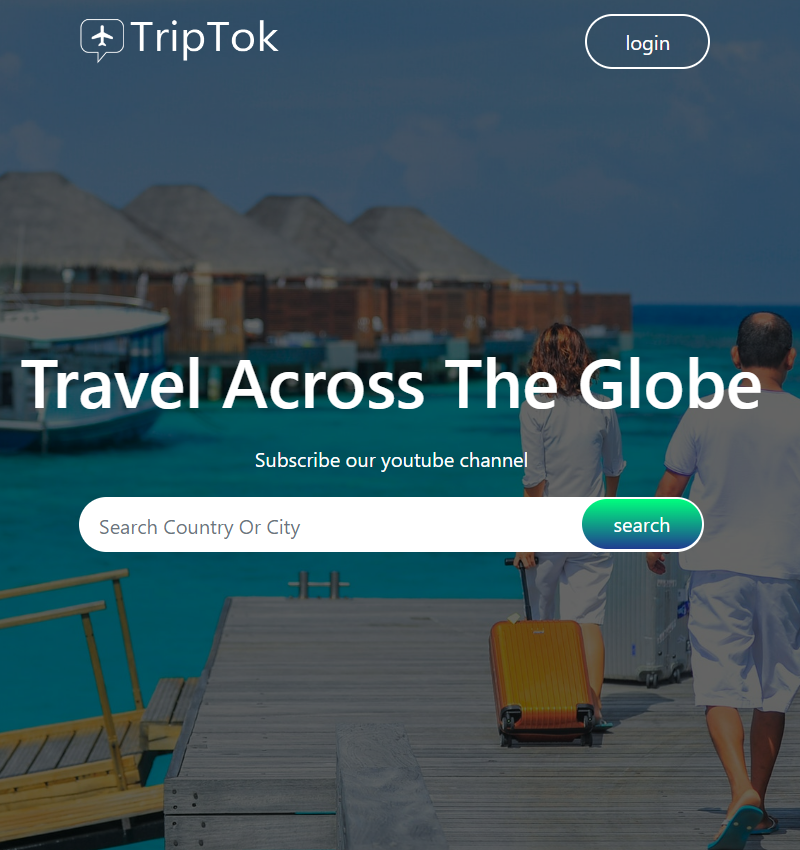 TripTok
login
Travel Across The Globe
Subscribe our youtube channel
Search Country Or City
search